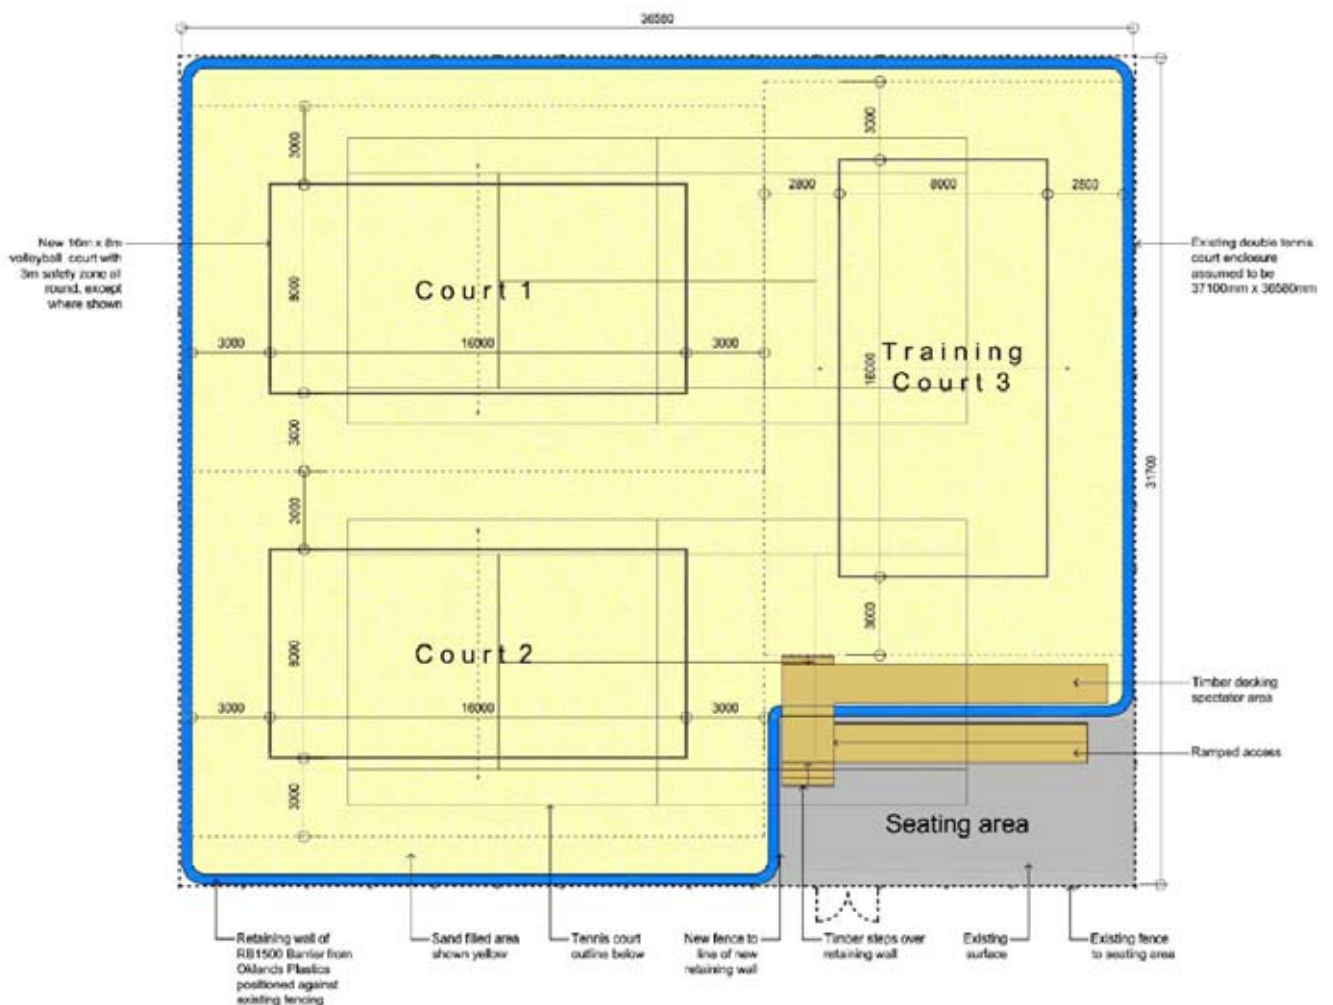 36580
3000
3000
2800
8000
2800
New 16m x 8m
volleyball court with
3m safety zone all
round, except
where shown
Existing double tennis
court enclosure
assumed to be
37100mm x 36580mm
8000
Court 1
3000
16000
3000
Training
16000
Court 3
3000
31700
3000
3000
8000
Court 2
3000
16000
3000
Timber decking
spectator area
Ramped access
3000
Seating area
Retaining wall of
RB1500 Barrier from
Oklands Plastics
positioned against
existing fencing
Sand filled area
shown yellow
Tennis court
outline below
New fence to
line of new
retaining wall
Timber steps over
retaining wall
Existing
surface
Existing fence
to seating area